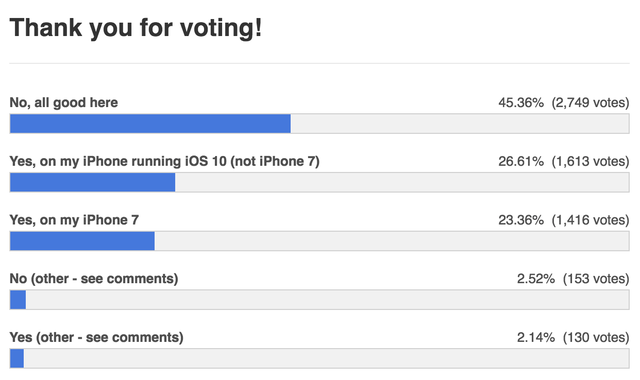 Thank you for voting!
No, all good here 45.36% (2,749 votes)
Yes, on my iPhone running iOS 10 (not iPhone 7) 26.61% (1,613 votes)
Yes, on my iPhone 7 23.36% (1,416 votes)
No (other - see comments) 2.52% (153 votes)
Yes (other - see comments) 2.14% (130 votes)